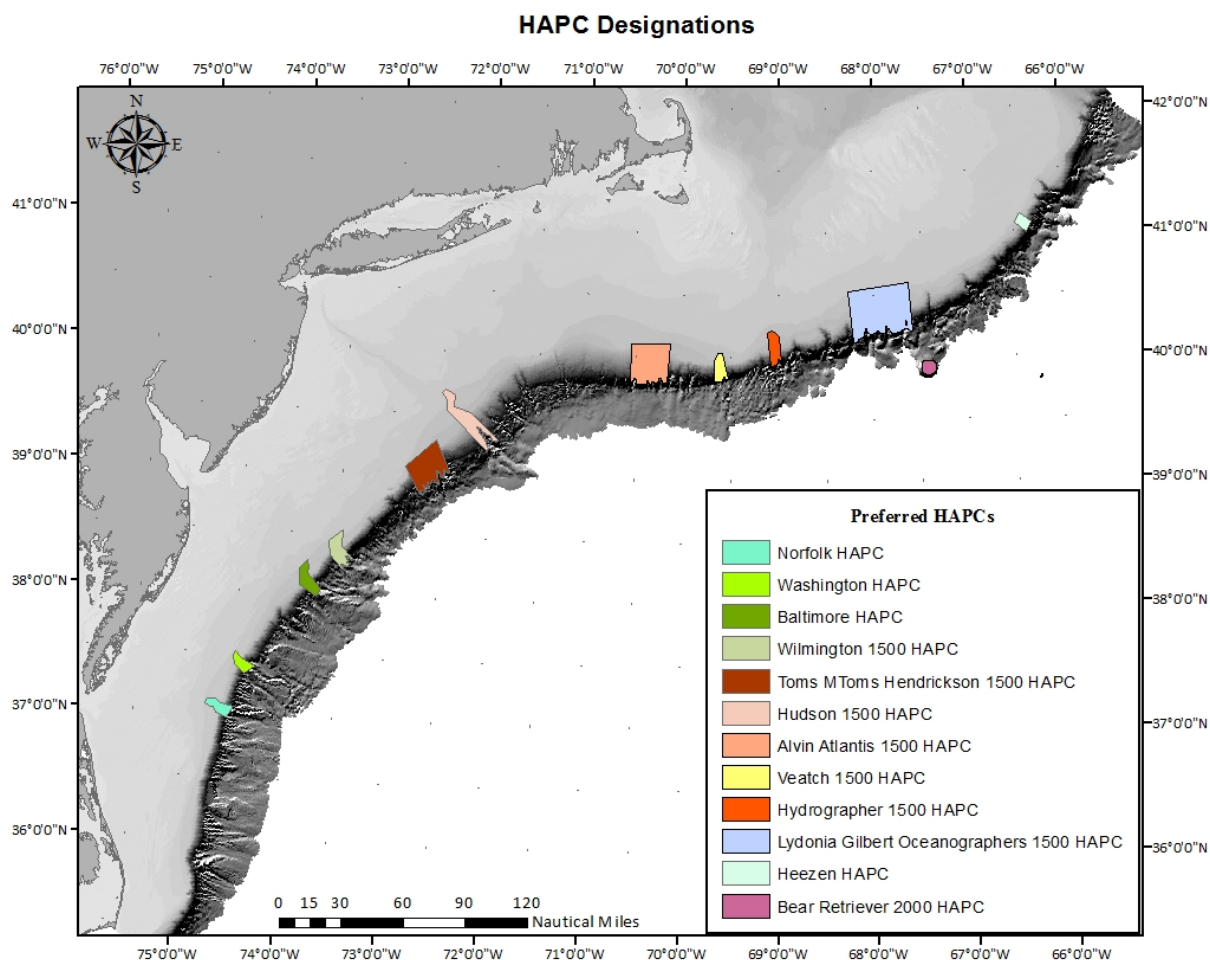 HAPC Designations
76°0'0"W 75°0'0"W 74°0'0"W 73°0'0"W 72°0'0"W 71°0'0"W 70°0'0"W 69°0'0"W 68°0'0"W 67°0'0"W 66°0'0"W
N
W E
S
42°0'0"N
41°0'0"N 41°0'0"N
40°0'0"N 40°0'0"N
39°0'0"N 39°0'0"N
38°0'0"N 38°0'0"N
37°0'0"N 37°0'0"N
36°0'0"N 36°0'0"N
Preferred HAPCs
Norfolk HAPC
Washington HAPC
Baltimore HAPC
Wilmington 1500 HAPC
Toms MToms Hendrickson 1500 HAPC
Hudson 1500 HAPC
Alvin Atlantis 1500 HAPC
Veatch 1500 HAPC
Hydrographer 1500 HAPC
Lydonia Gilbert Oceanographers 1500 HAPC
Heezen HAPC
Bear Retriever 2000 HAPC
0 15 30 60 90 120
Nautical Miles
75°0'0"W 74°0'0"W 73°0'0"W 72°0'0"W 71°0'0"W 70°0'0"W 69°0'0"W 68°0'0"W 67°0'0"W 66°0'0"W